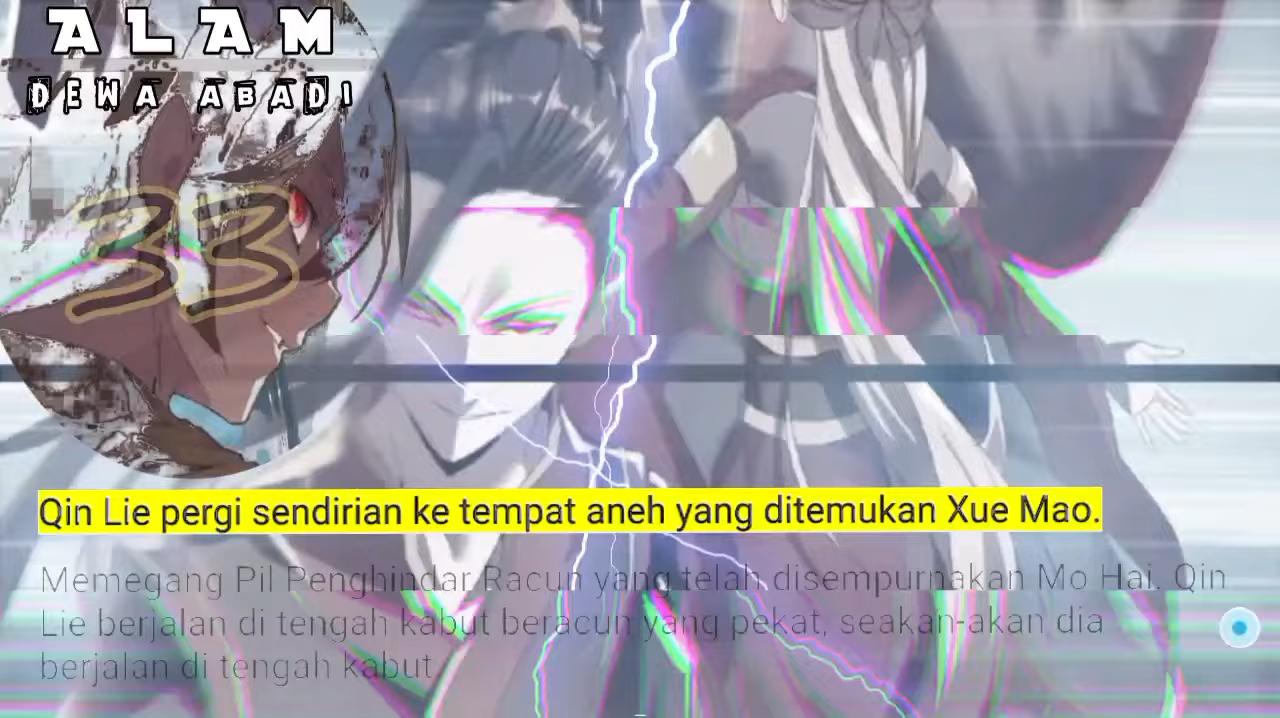 ALAM
DEWA ABADI
33
Qin Lie pergi sendirian ke tempat aneh yang ditemukan Xue Mao.
Memegang Pil Penghindar Racun yang telah disempurnakan Mo Hai. Qin
Lie berjalan di tengah kabut beracun yang pekat, seakan-akan dia
berjalan di tengah kabut